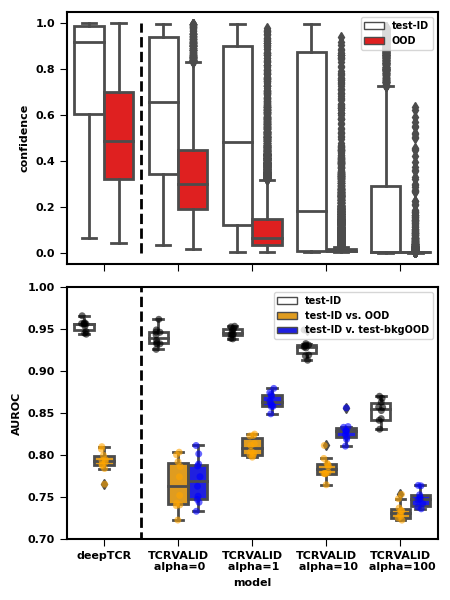 1.0
0.8
0.6
0.4
0.2
0.0
confidence
test-ID
OOD
1.00
0.95
0.90
0.85
0.80
0.75
0.70
AUROC
test-ID
test-ID vs. OOD
test-ID v. test-bkgOOD
deepTCR
TCRVALID
alpha=0
TCRVALID
alpha=1
TCRVALID
alpha=10
TCRVALID
alpha=100
model